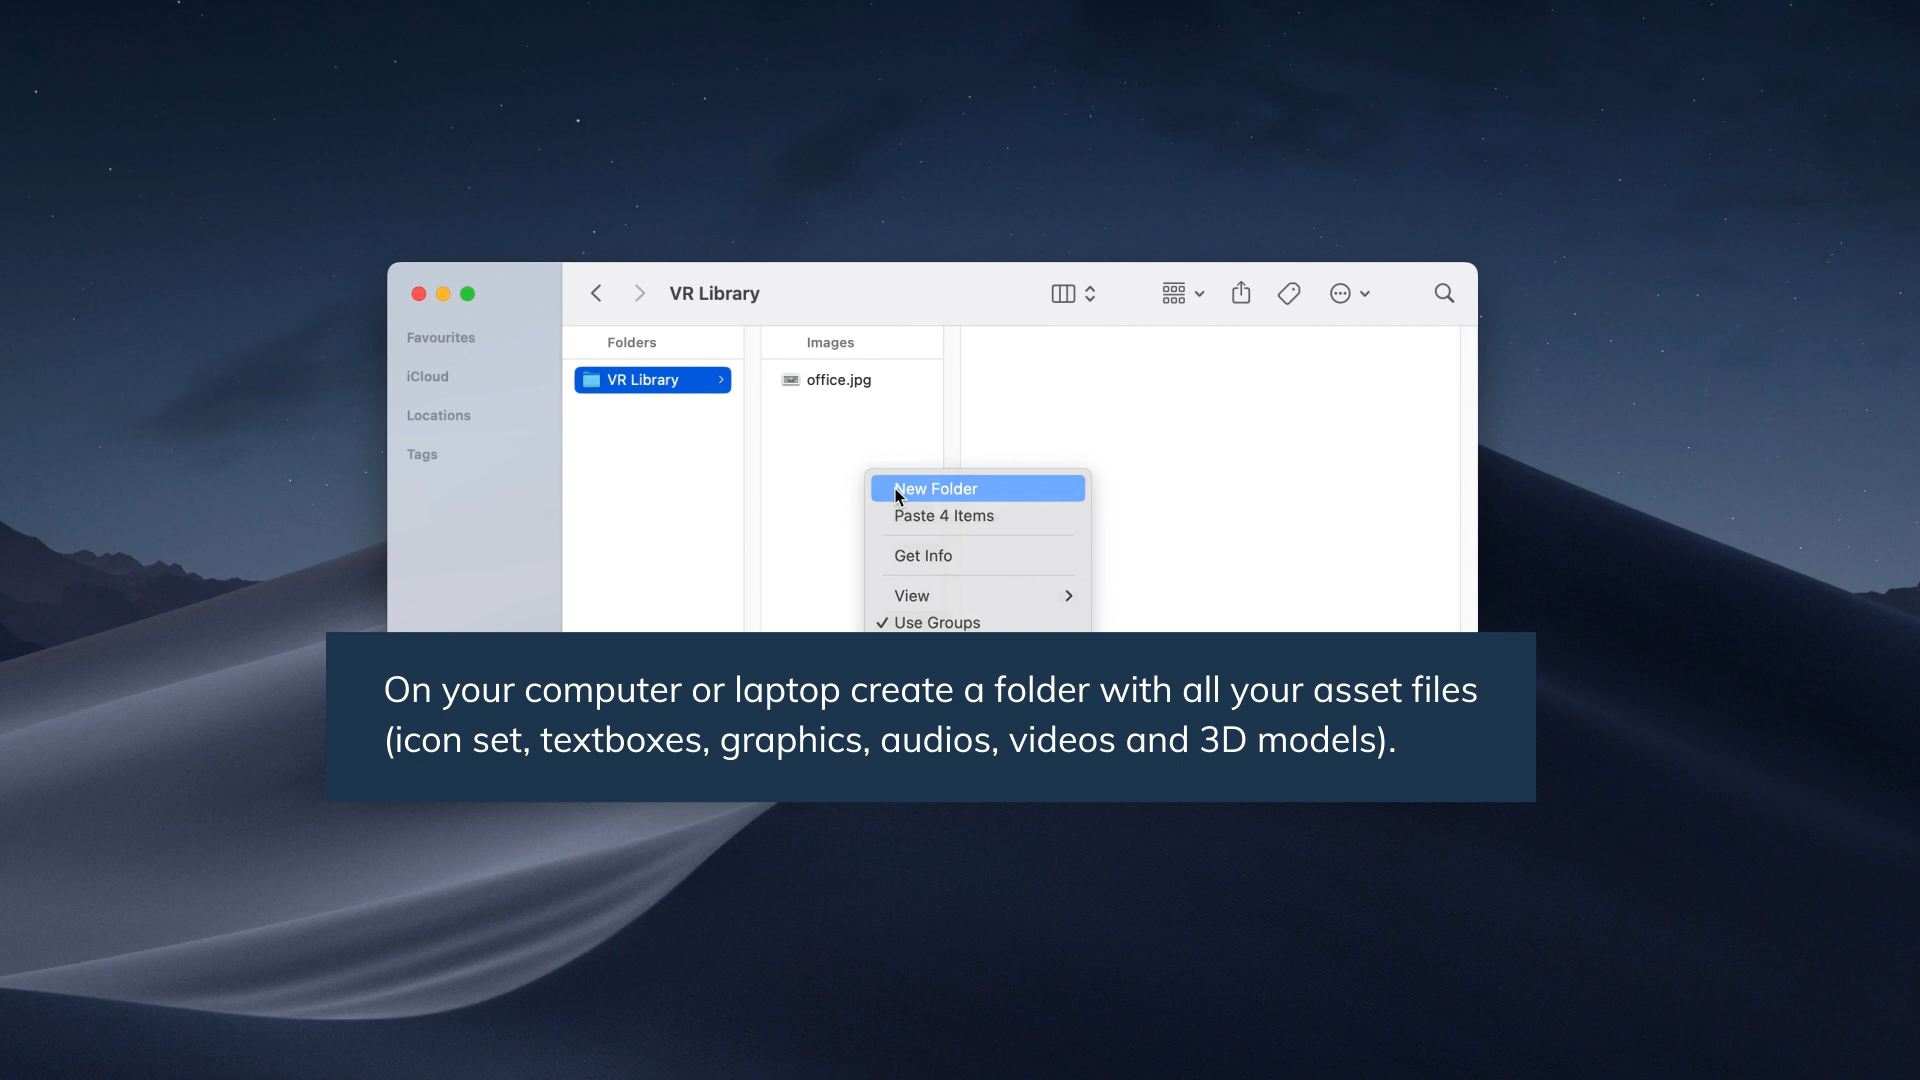 VR Library
Favourites
iCloud
Locations
Tags
Folders
VR Library
Images
office.jpg
New Folder
Paste 4 Items
Get Info
View
Use Groups
On your computer or laptop create a folder with all your asset files
(icon set, textboxes, graphics, audios, videos and 3D models).